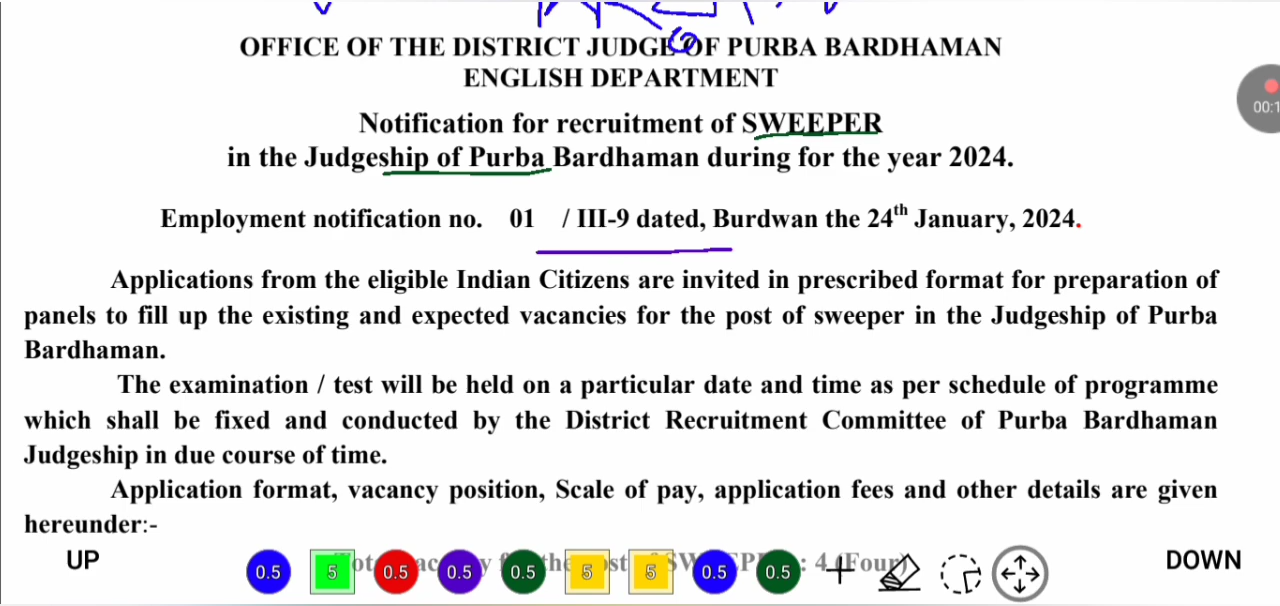 OFFICE OF THE DISTRICT JUDGE OF PURBA BARDHAMAN
ENGLISH DEPARTMENT
Notification for recruitment of SWEEPER
in the Judgeship of Purba Bardhaman during for the year 2024.
Employment notification no. 01 / III-9 dated, Burdwan the 24th January, 2024.
00:1
Applications from the eligible Indian Citizens are invited in prescribed format for preparation of
panels to fill up the existing and expected vacancies for the post of sweeper in the Judgeship of Purba
Bardhaman.
The examination / test will be held on a particular date and time as per schedule of programme
which shall be fixed and conducted by the District Recruitment Committee of Purba Bardhaman
Judgeship in due course of time.
Application format, vacancy position, Scale of pay, application fees and other details are given
hereunder:-
: 4 (Four)
UP 0.5 5 0.5 0.5 0.5 5 5 0.5 0.5 DOWN